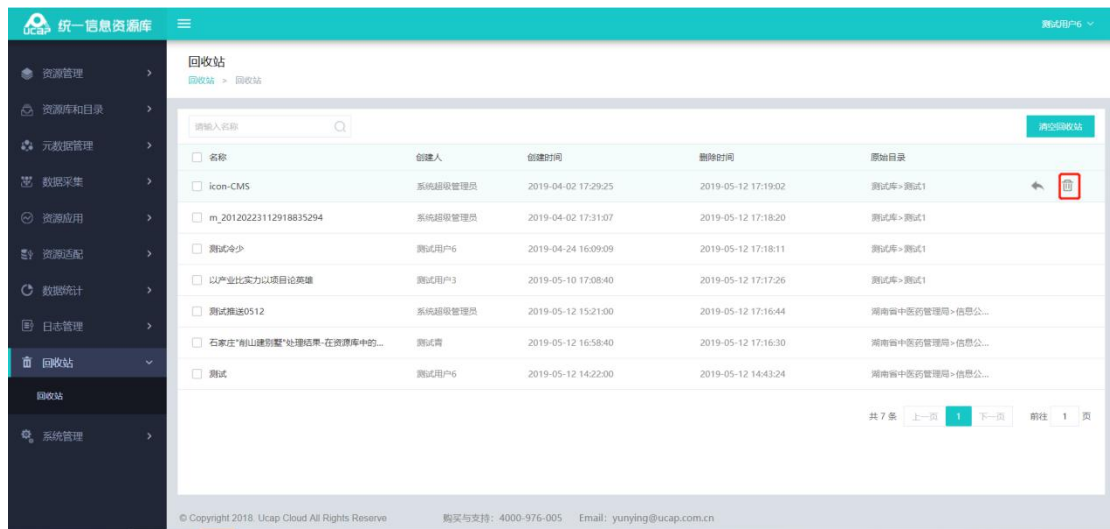 ucap 统一信息资源库
测试用户6
资源管理
资源库和目录
元数据管理
数据采集
资源应用
资源适配
数据统计
日志管理
回收站
回收站
系统管理
回收站
回收站 > 回收站
请输入名称
清空回收站
名称 创建人 创建时间 删除时间 原始目录
icon-CMS 系统超级管理员 2019-04-02 17:29:25 2019-05-12 17:19:02 测试库>测试1
m_20120223112918835294 系统超级管理员 2019-04-02 17:31:07 2019-05-12 17:18:20 测试库>测试1
测试令少 测试用户6 2019-04-24 16:09:09 2019-05-12 17:18:11 测试库>测试1
以产业比实力以项目论英雄 测试用户3 2019-05-10 17:08:40 2019-05-12 17:17:26 测试库>测试1
测试推送0512 系统超级管理员 2019-05-12 15:21:00 2019-05-12 17:16:44 湖南省中医药管理局>信息公...
石家庄"削山建别墅"处理结果-在资源库中的... 测试青 2019-05-12 16:58:40 2019-05-12 17:16:30 湖南省中医药管理局>信息公...
测试 测试用户6 2019-05-12 14:22:00 2019-05-12 14:43:24 湖南省中医药管理局>信息公...
共 7 条 上一页 1 下一页 前往 1 页
© Copyright 2018. Ucap Cloud All Rights Reserve 购买与支持：4000-976-005 Email：yunying@ucap.com.cn